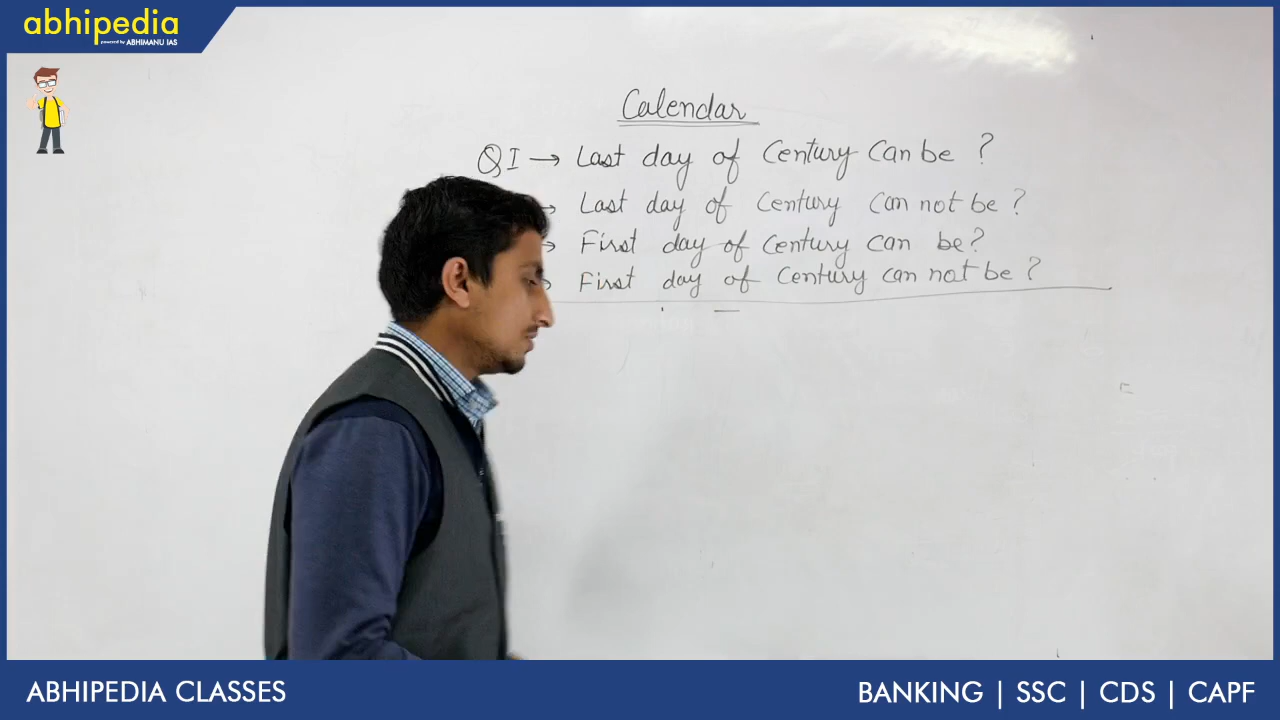 abhipedia
powered by ABHIMANU IAS
Calendar
QI → Last day of Century Can be ?
→ Last day of Century Can not be ?
→ First day of Century Can be?
→ First day of Century can not be ?
ABHIPEDIA CLASSES
BANKING | SSC | CDS | CAPF